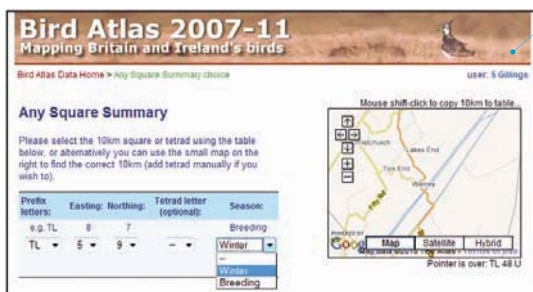 Bird Atlas 2007-11
Mapping Britain and Ireland's birds
Bird Atlas Data Home > Any Square Summary choice
user: S Gillings
Any Square Summary
Please select the 10km square or tetrad using the table
below, or alternatively you can use the small map on the
right to find the correct 10km (add tetrad manually if you
wish to).
Prefix letters: Easting: Northing: Tetrad letter (optional): Season:
e.g. TL 8 7 Breeding
TL 5 9 -- Winter
--
Winter
Breeding
Mouse shift-click to copy 10km to table...
Lakes End
Tips End
Welney
POWERED BY
Map Satellite Hybrid
Pointer is over: TL 48 U